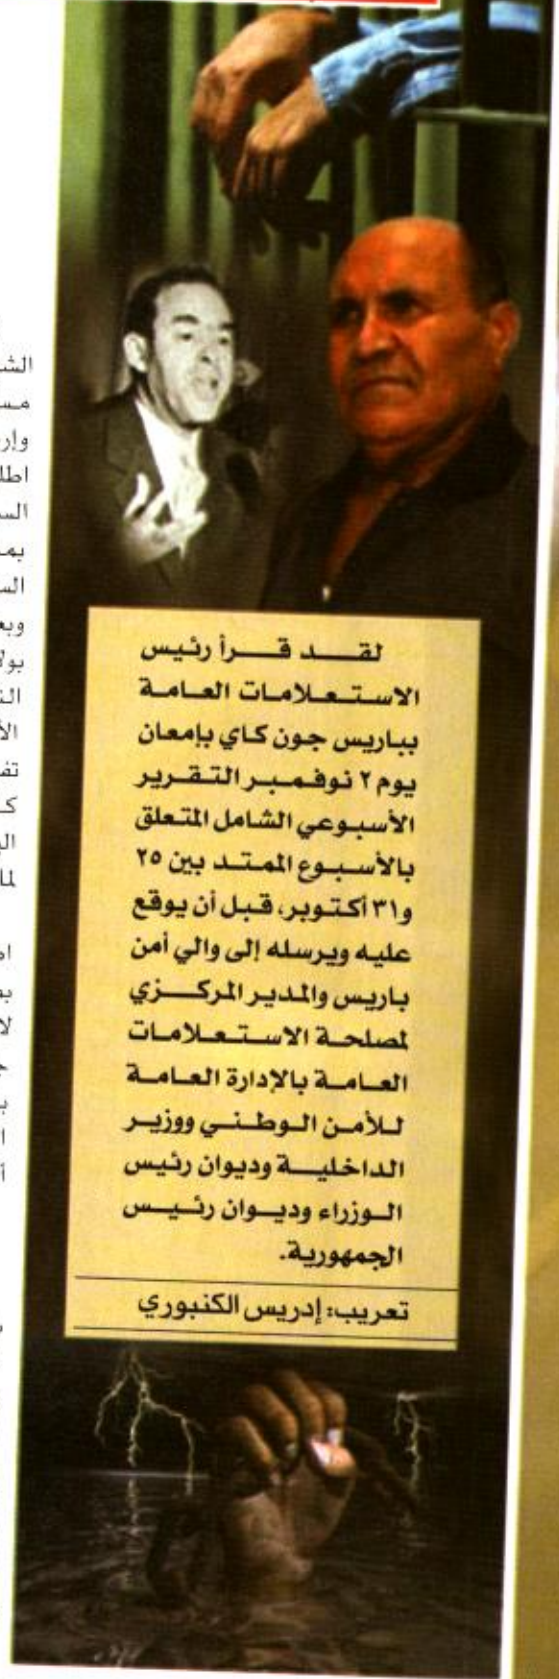 لقد قرأ رئيس
الاستعلامات العامة
بباريس جون كاي بإمعان
يوم ٢ نوفمبر التقرير
الأسبوعي الشامل المتعلق
بالأسبوع الممتد بين ٢٥
و٣١ أكتوبر، قبل أن يوقع
عليه ويرسله إلى والي أمن
باريس والمدير المركزي
لمصلحة الاستعلامات
العامة بالإدارة العامة
للأمن الوطني ووزير
الداخلية وديوان رئيس
الوزراء وديوان رئيس
الجمهورية.
تعريب: إدريس الكنبوري